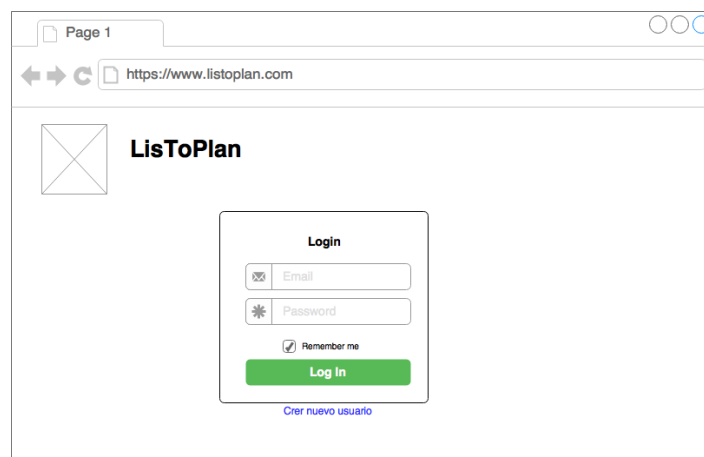 Page 1
https://www.listoplan.com
LisToPlan
Login
Email
Password
Remember me
Log In
Crer nuevo usuario